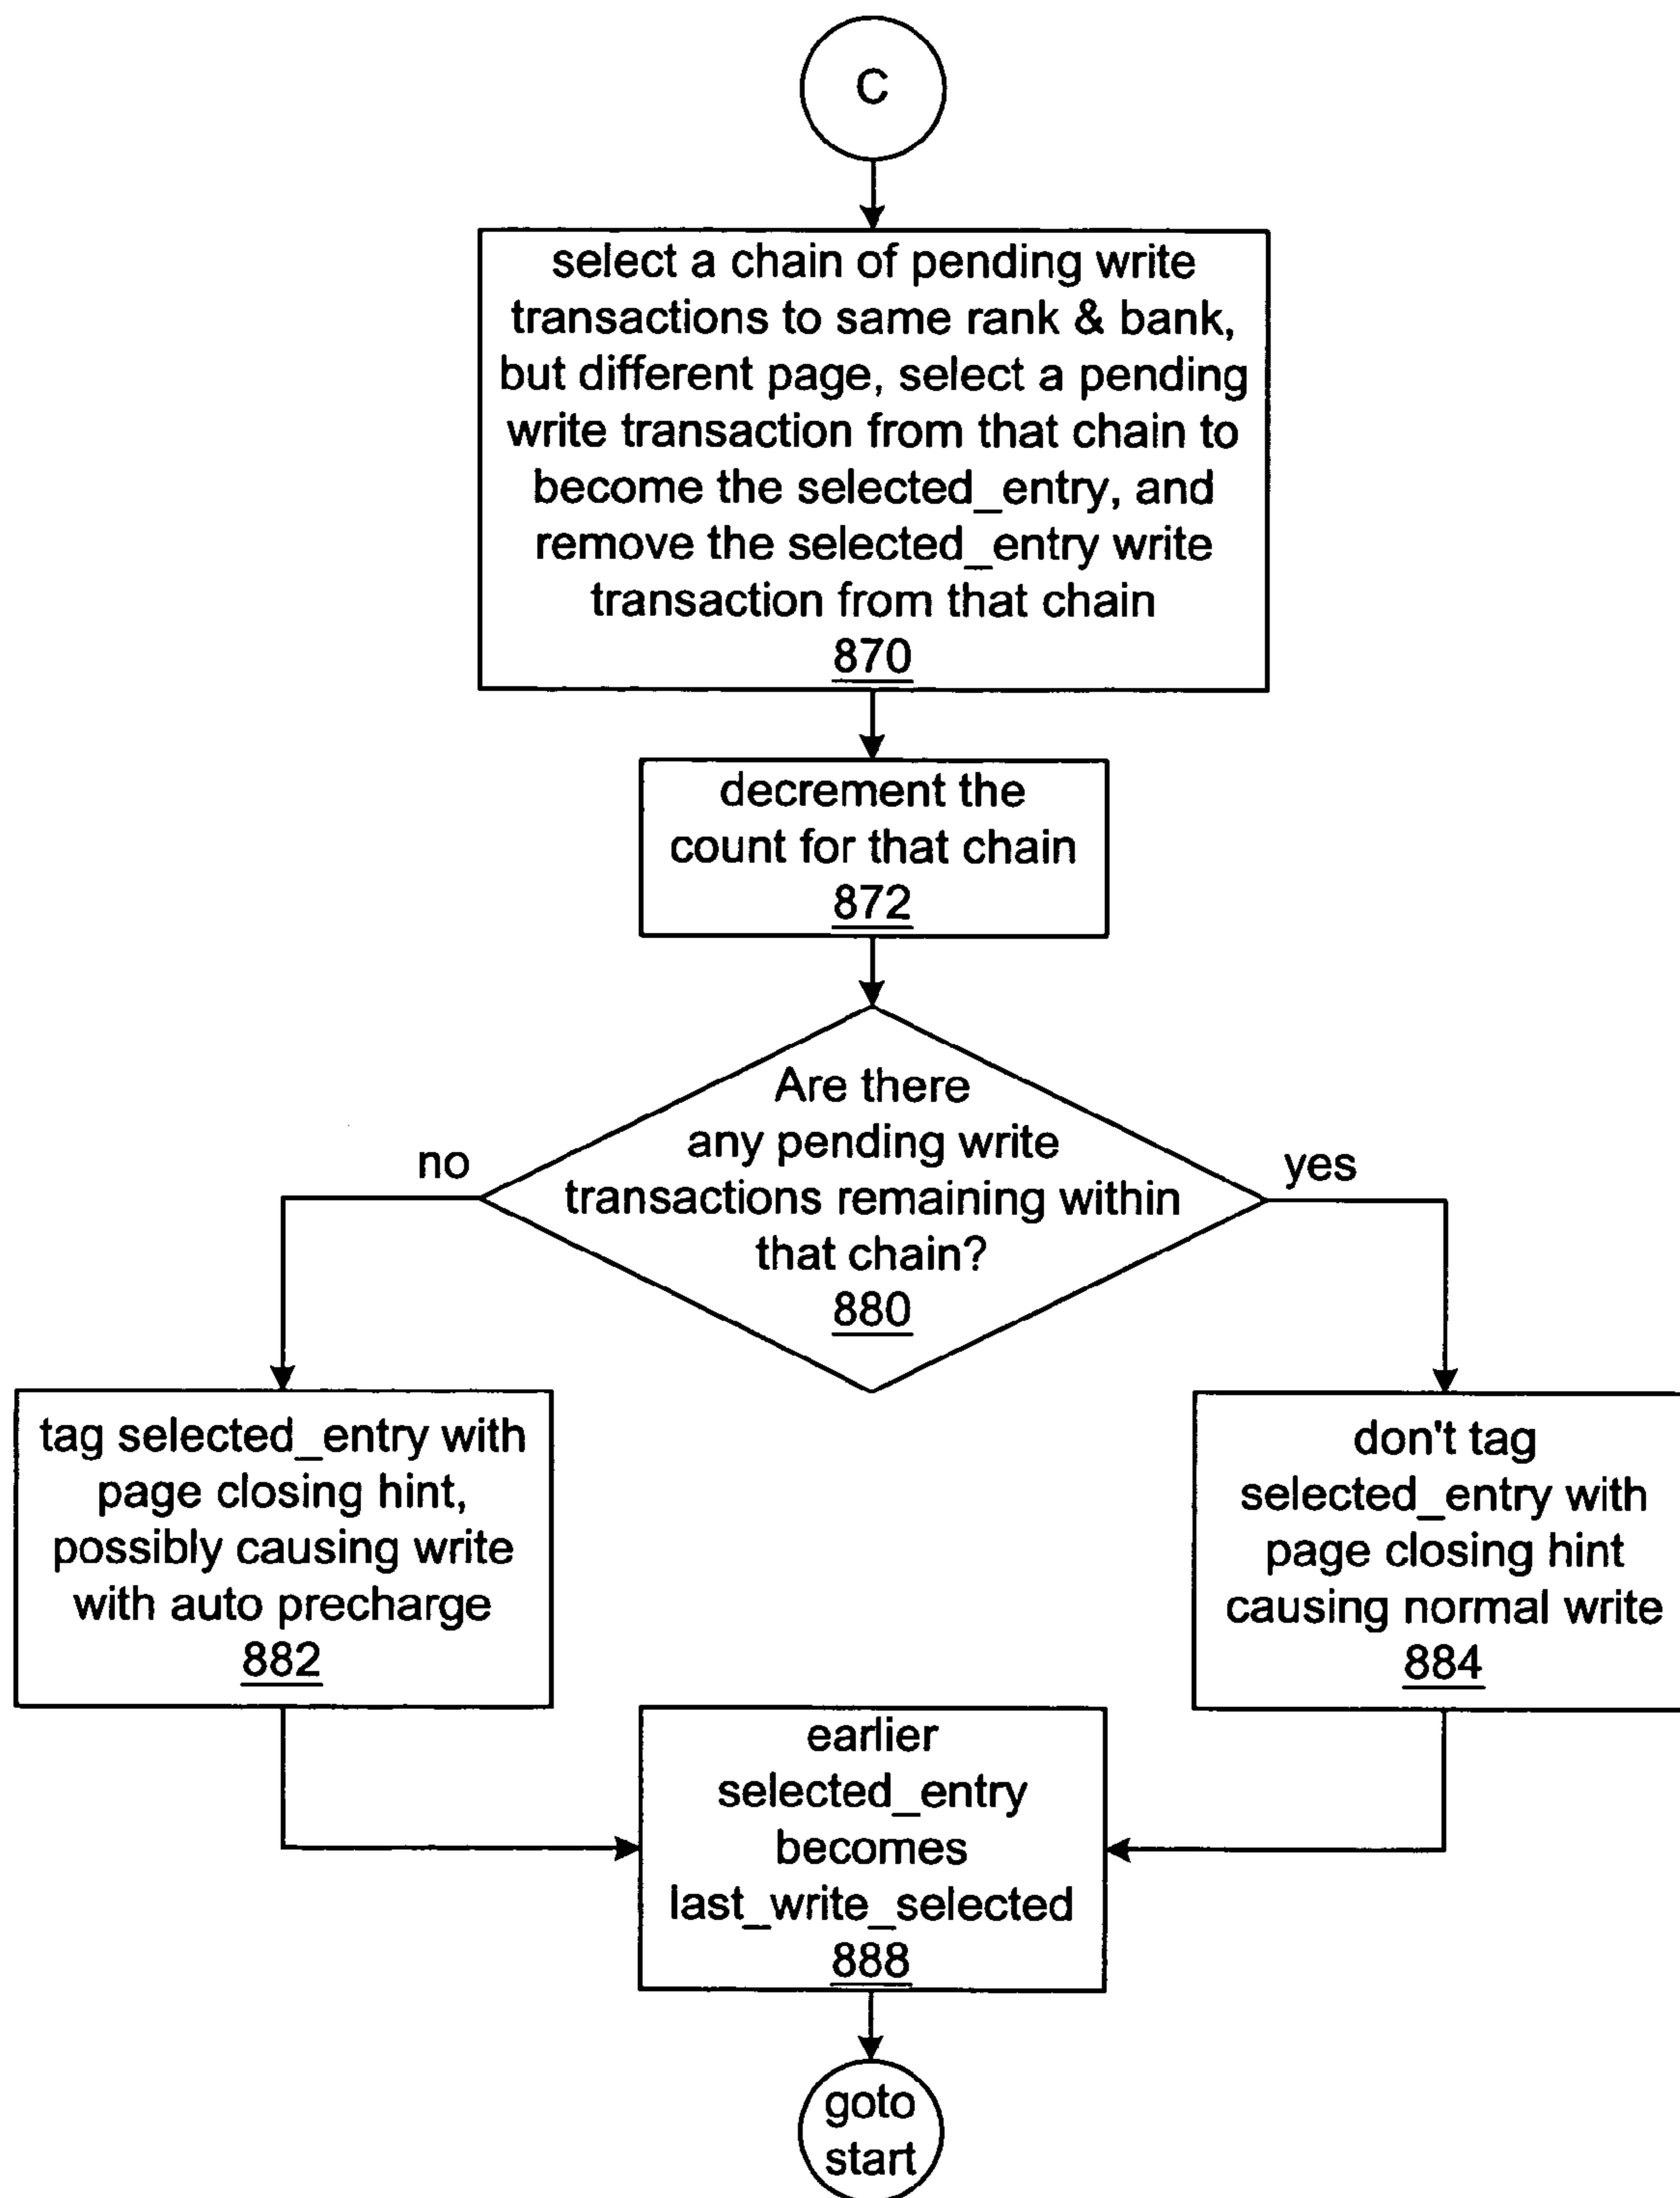 C
select a chain of pending write
transactions to same rank & bank,
but different page, select a pending
write transaction from that chain to
become the selected_entry, and
remove the selected_entry write
transaction from that chain
870
decrement the
count for that chain
872
Are there
any pending write
transactions remaining within
that chain?
880
no
yes
tag selected_entry with
page closing hint,
possibly causing write
with auto precharge
882
don't tag
selected_entry with
page closing hint
causing normal write
884
earlier
selected_entry
becomes
last_write_selected
888
goto
start